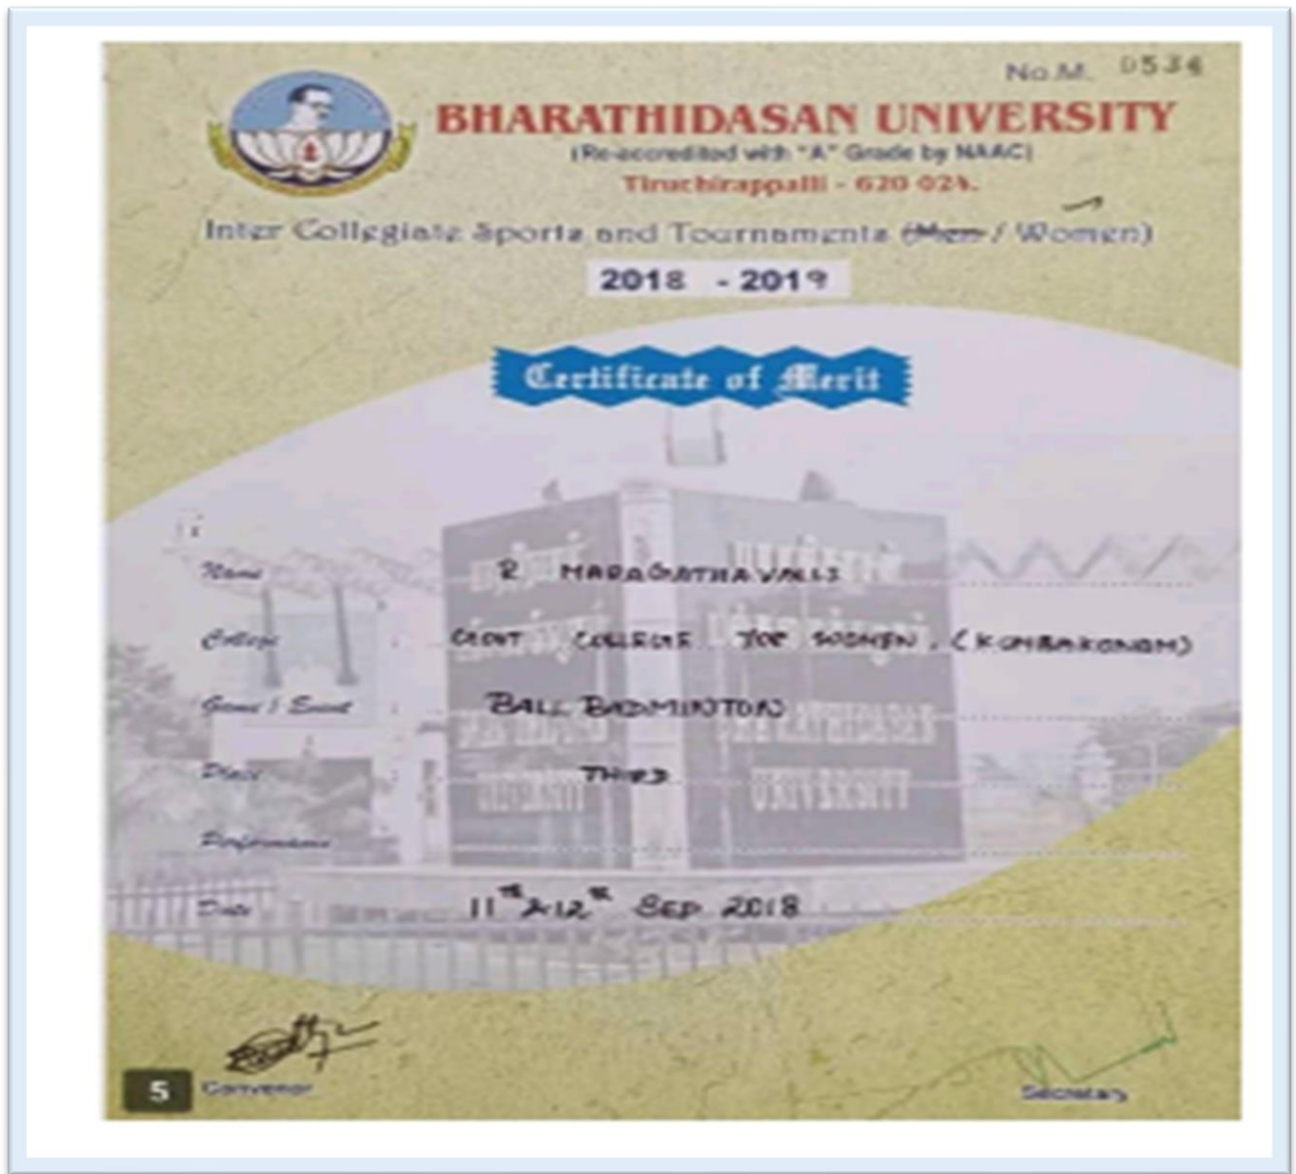 No.M. 0534
BHARATHIDASAN UNIVERSITY
(Re-accredited with "A" Grade by NAAC)
Tiruchirappalli - 620 024.
Inter Collegiate Sports and Tournaments (Men / Women)
2018 - 2019
Certificate of Merit
Name : R MARAGATHAVALLI
College : GOVT COLLEGE FOR WOMEN, (KUMBAKONAM)
Game / Event : BALL BADMINTON
Place : THIRD
Performance
Date : 11th & 12th SEP 2018
UNIVERSITY
Convenor Secretary
5